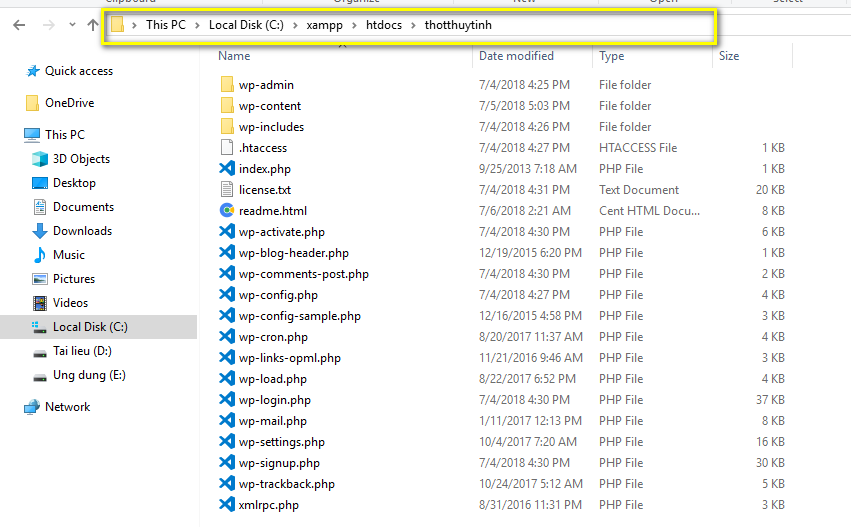 Clipboard Organize New Open Select
This PC Local Disk (C:) xampp htdocs thotthuytinh
Name Date modified Type Size
Quick access
OneDrive
This PC
3D Objects
Desktop
Documents
Downloads
Music
Pictures
Videos
Local Disk (C:)
Tai lieu (D:)
Ung dung (E:)
Network
wp-admin 7/4/2018 4:25 PM File folder
wp-content 7/5/2018 5:03 PM File folder
wp-includes 7/4/2018 4:26 PM File folder
.htaccess 7/4/2018 4:27 PM HTACCESS File 1 KB
index.php 9/25/2013 7:18 AM PHP File 1 KB
license.txt 7/4/2018 4:31 PM Text Document 20 KB
readme.html 7/6/2018 2:21 AM Cent HTML Docu... 8 KB
wp-activate.php 7/4/2018 4:30 PM PHP File 6 KB
wp-blog-header.php 12/19/2015 6:20 PM PHP File 1 KB
wp-comments-post.php 7/4/2018 4:30 PM PHP File 2 KB
wp-config.php 7/4/2018 4:27 PM PHP File 4 KB
wp-config-sample.php 12/16/2015 4:58 PM PHP File 3 KB
wp-cron.php 8/20/2017 11:37 AM PHP File 4 KB
wp-links-opml.php 11/21/2016 9:46 AM PHP File 3 KB
wp-load.php 8/22/2017 6:52 PM PHP File 4 KB
wp-login.php 7/4/2018 4:30 PM PHP File 37 KB
wp-mail.php 1/11/2017 12:13 PM PHP File 8 KB
wp-settings.php 10/4/2017 7:20 AM PHP File 16 KB
wp-signup.php 7/4/2018 4:30 PM PHP File 30 KB
wp-trackback.php 10/24/2017 5:12 AM PHP File 5 KB
xmlrpc.php 8/31/2016 11:31 PM PHP File 3 KB